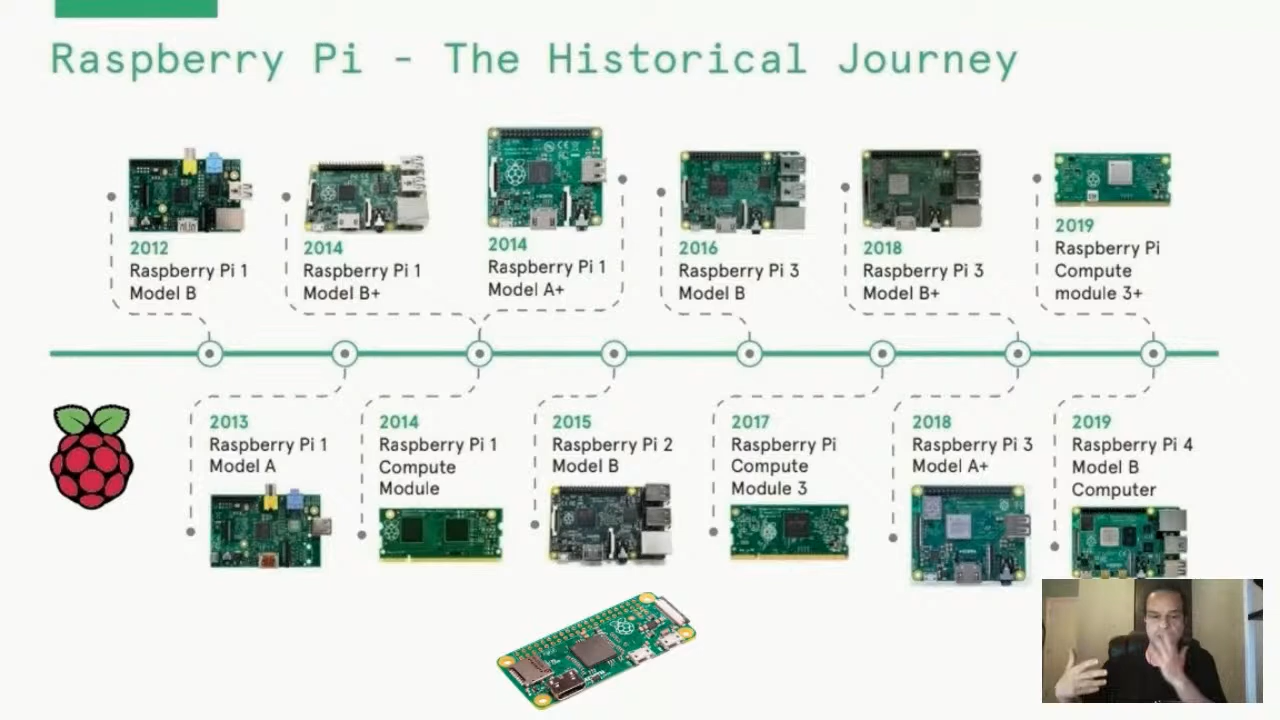 Raspberry Pi - The Historical Journey
2012
Raspberry Pi 1
Model B
2014
Raspberry Pi 1
Model B+
2014
Raspberry Pi 1
Model A+
2016
Raspberry Pi 3
Model B
2018
Raspberry Pi 3
Model B+
2019
Raspberry Pi
Compute
module 3+
2013
Raspberry Pi 1
Model A
2014
Raspberry Pi 1
Compute
Module
2015
Raspberry Pi 2
Model B
2017
Raspberry Pi
Compute
Module 3
2018
Raspberry Pi 3
Model A+
2019
Raspberry Pi 4
Model B
Computer